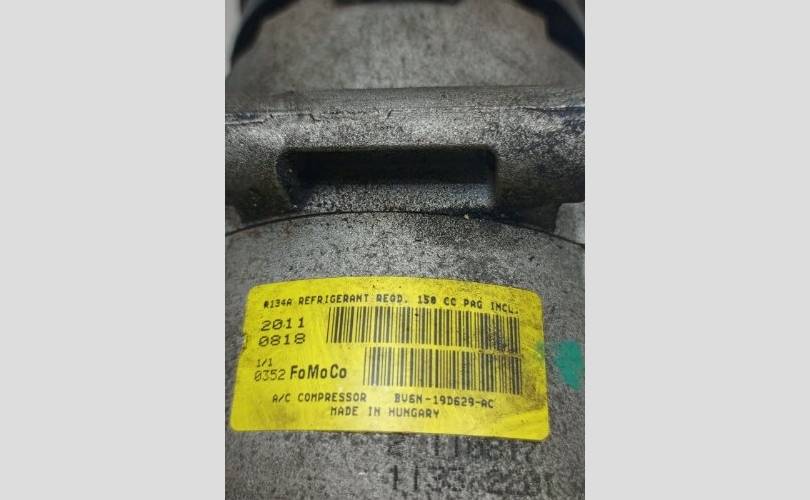 R134A REFRIGERANT REQD. 150 CC PAG INCL.
2011
0818
1/1
0352 FoMoCo
A/C COMPRESSOR BV6N-19D629-AC
MADE IN HUNGARY